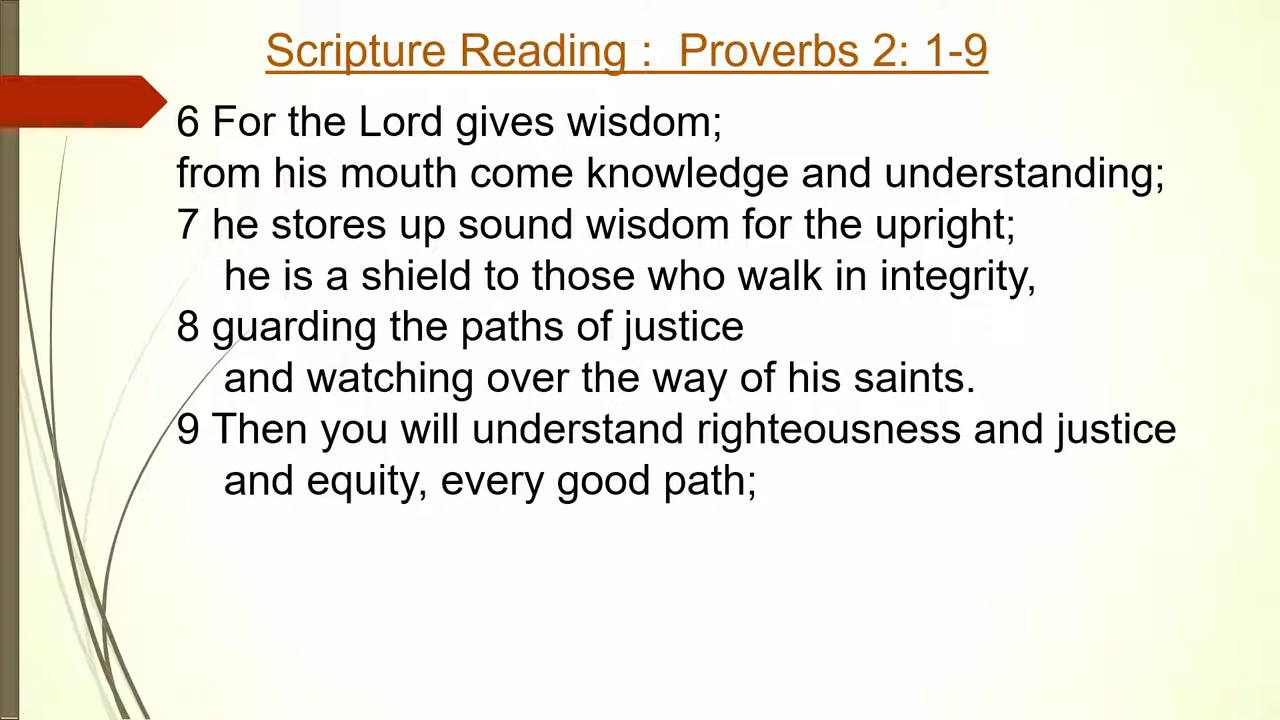 Scripture Reading :  Proverbs 2: 1-9
6 For the Lord gives wisdom;
from his mouth come knowledge and understanding;
7 he stores up sound wisdom for the upright;
he is a shield to those who walk in integrity,
8 guarding the paths of justice
and watching over the way of his saints.
9 Then you will understand righteousness and justice
and equity, every good path;